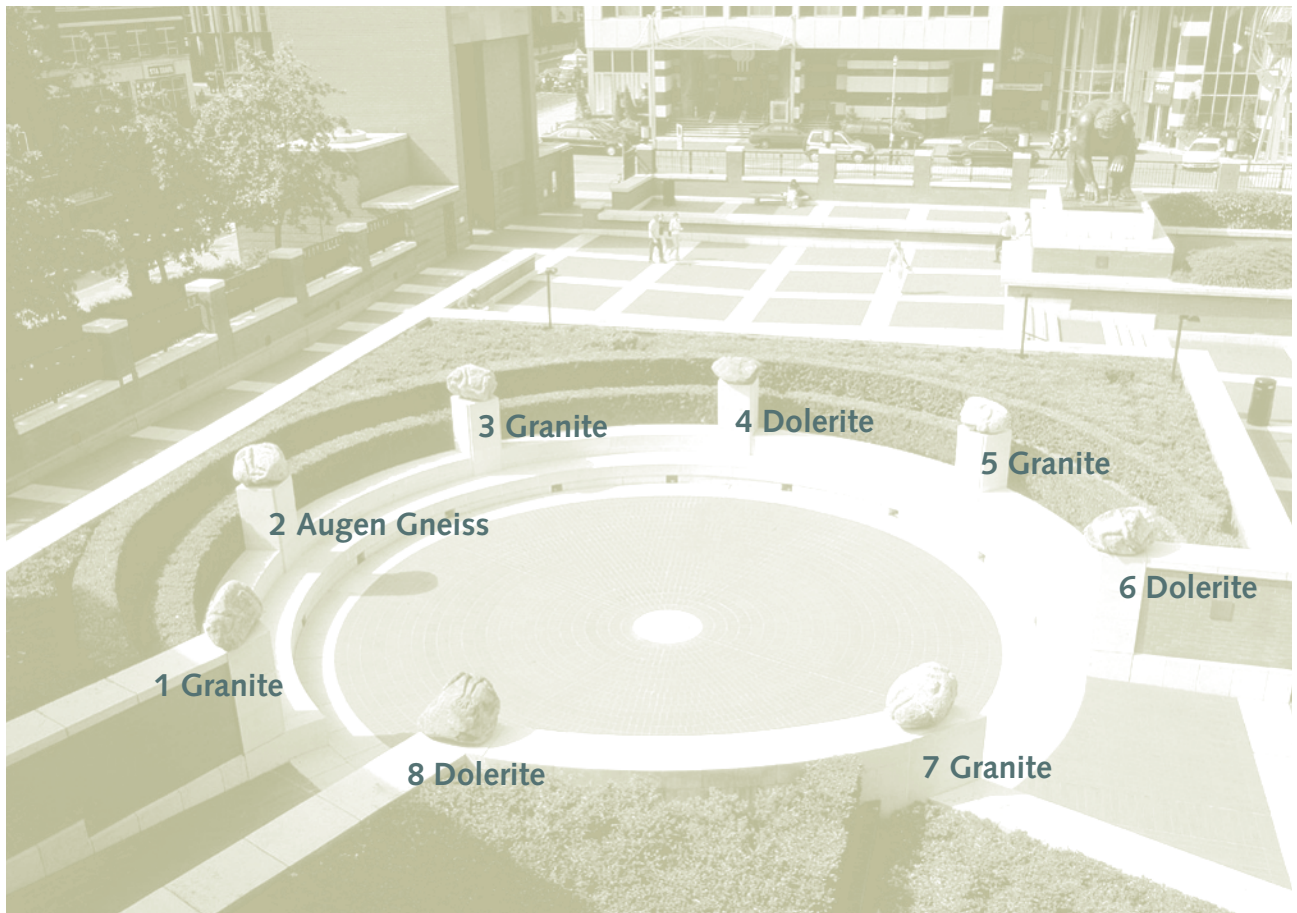 3 Granite
4 Dolerite
5 Granite
2 Augen Gneiss
6 Dolerite
1 Granite
8 Dolerite
7 Granite